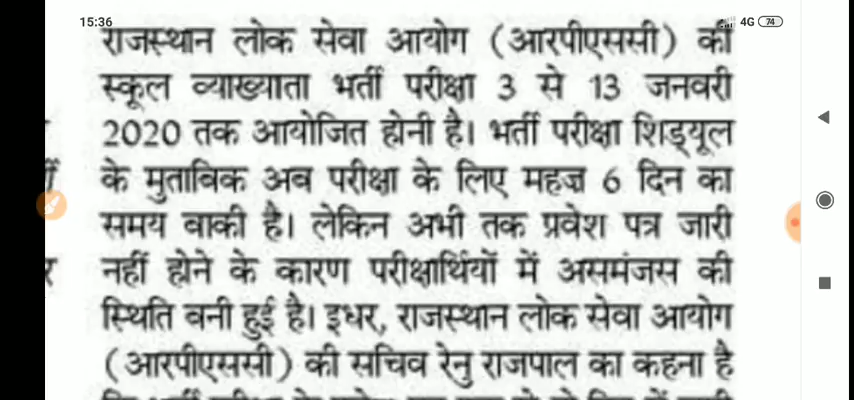 15:36
4G 74
राजस्थान लोक सेवा आयोग (आरपीएससी) की
स्कूल व्याख्याता भर्ती परीक्षा 3 से 13 जनवरी
2020 तक आयोजित होनी है। भर्ती परीक्षा शिड्यूल
के मुताबिक अब परीक्षा के लिए महज 6 दिन का
समय बाकी है। लेकिन अभी तक प्रवेश पत्र जारी
नहीं होने के कारण परीक्षार्थियों में असमंजस की
स्थिति बनी हुई है। इधर, राजस्थान लोक सेवा आयोग
(आरपीएससी) की सचिव रेनु राजपाल का कहना है